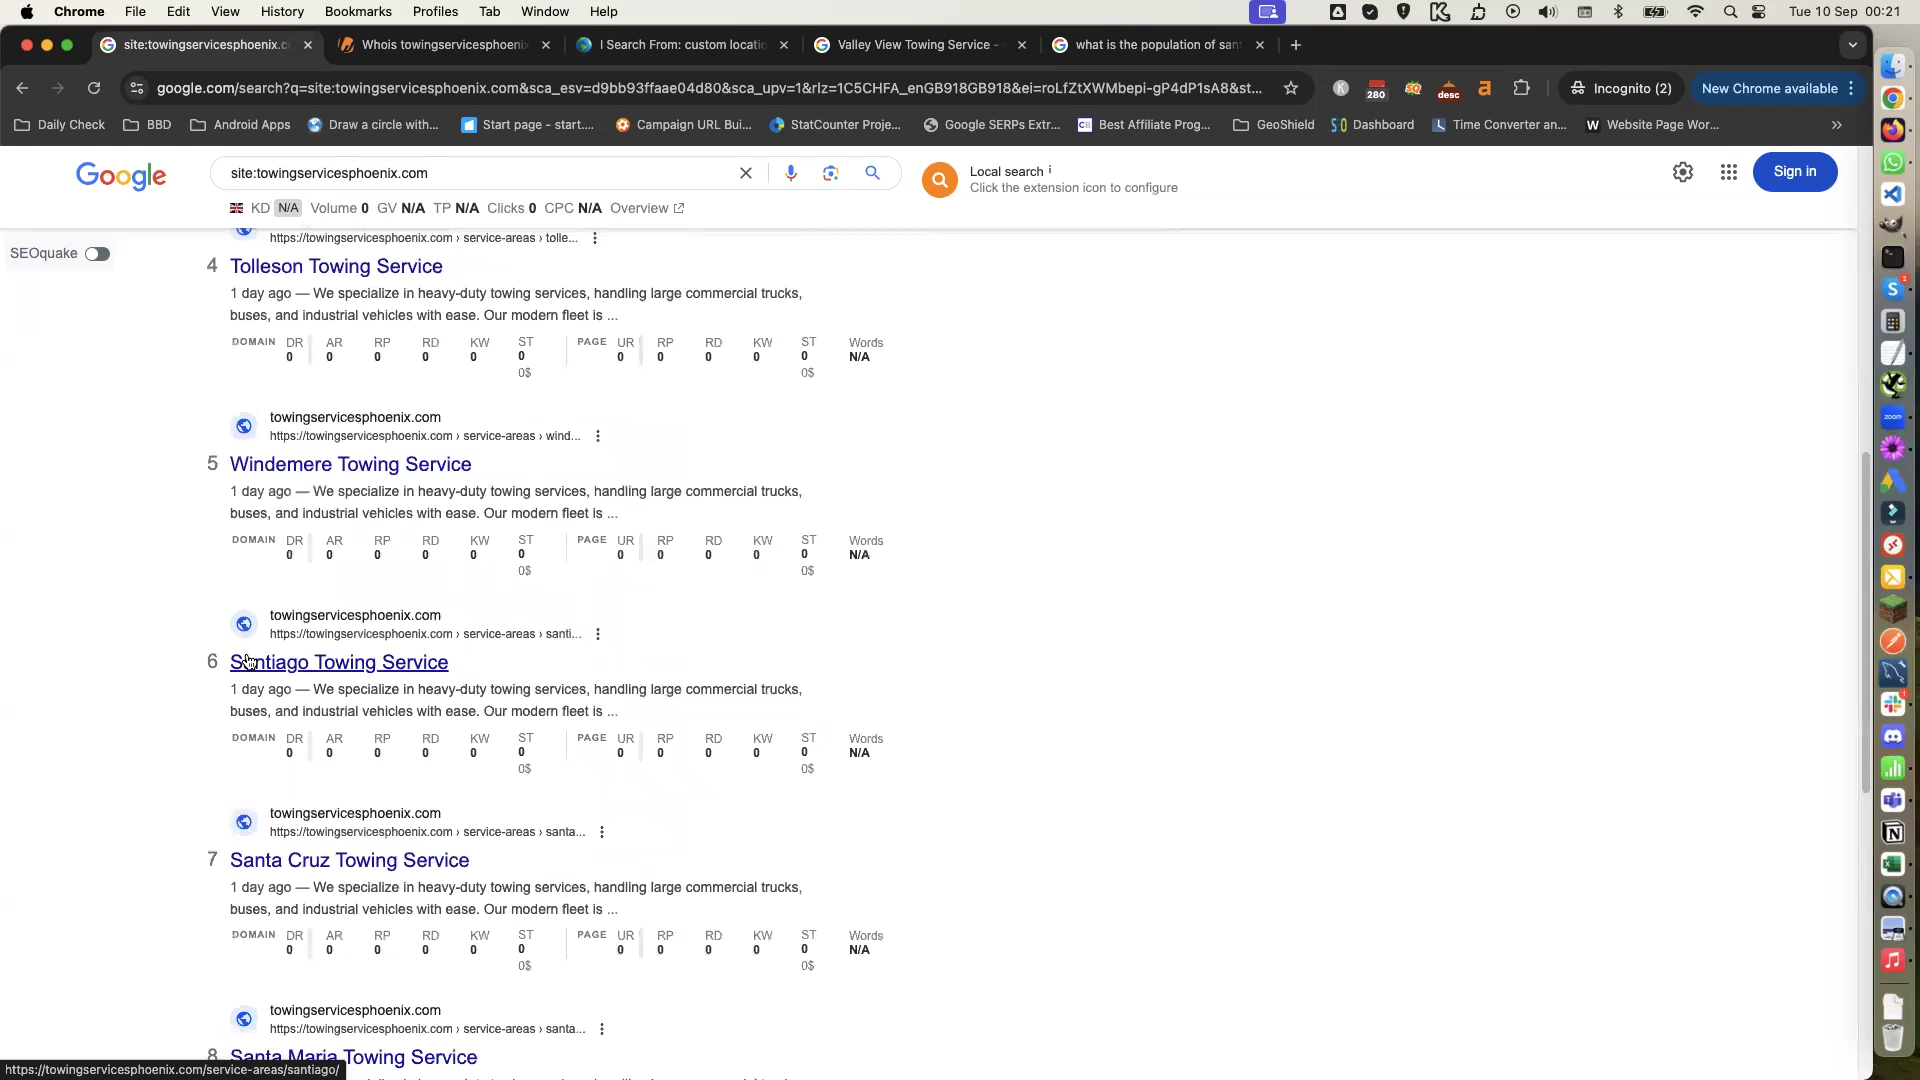 Chrome File Edit View History Bookmarks Profiles Tab Window Help Tue 10 Sep 00:21
site:towingservicesphoenix.c Whois towingservicesphoeni I Search From: custom locati Valley View Towing Service - what is the population of san
google.com/search?q=site:towingservicesphoenix.com&sca_esv=d9bb93ffaae04d80&sca_upv=1&rlz=1C5CHFA_enGB918GB918&ei=roLfZtXWMbepi-gP4dP1sA8&st... 280 desc Incognito (2) New Chrome available
Daily Check BBD Android Apps Draw a circle with... Start page - start.... Campaign URL Bui... StatCounter Proje... Google SERPs Extr... Best Affiliate Prog... GeoShield Dashboard Time Converter an... Website Page Wor... »
Google site:towingservicesphoenix.com Local search i Sign in
Click the extension icon to configure
KD N/A Volume 0 GV N/A TP N/A Clicks 0 CPC N/A Overview
SEOquake
https://towingservicesphoenix.com › service-areas › tolle...
4 Tolleson Towing Service
1 day ago — We specialize in heavy-duty towing services, handling large commercial trucks,
buses, and industrial vehicles with ease. Our modern fleet is ...
DOMAIN DR AR RP RD KW ST PAGE UR RP RD KW ST Words
0 0 0 0 0 0 0 0 0 0 0 N/A
0$ 0$
towingservicesphoenix.com
https://towingservicesphoenix.com › service-areas › wind...
5 Windemere Towing Service
1 day ago — We specialize in heavy-duty towing services, handling large commercial trucks,
buses, and industrial vehicles with ease. Our modern fleet is ...
DOMAIN DR AR RP RD KW ST PAGE UR RP RD KW ST Words
0 0 0 0 0 0 0 0 0 0 0 N/A
0$ 0$
towingservicesphoenix.com
https://towingservicesphoenix.com › service-areas › santi...
6 Santiago Towing Service
1 day ago — We specialize in heavy-duty towing services, handling large commercial trucks,
buses, and industrial vehicles with ease. Our modern fleet is ...
DOMAIN DR AR RP RD KW ST PAGE UR RP RD KW ST Words
0 0 0 0 0 0 0 0 0 0 0 N/A
0$ 0$
towingservicesphoenix.com
https://towingservicesphoenix.com › service-areas › santa...
7 Santa Cruz Towing Service
1 day ago — We specialize in heavy-duty towing services, handling large commercial trucks,
buses, and industrial vehicles with ease. Our modern fleet is ...
DOMAIN DR AR RP RD KW ST PAGE UR RP RD KW ST Words
0 0 0 0 0 0 0 0 0 0 0 N/A
0$ 0$
towingservicesphoenix.com
https://towingservicesphoenix.com › service-areas › santa...
8 Santa Maria Towing Service
https://towingservicesphoenix.com/service-areas/santiago/